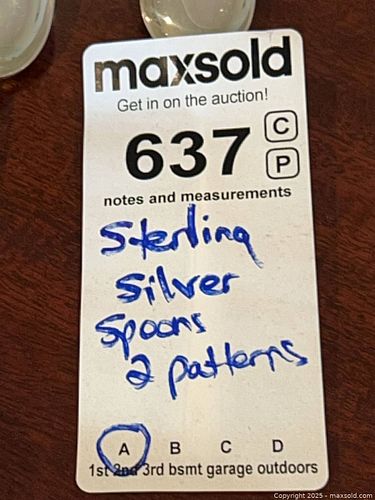 maxsold
Get in on the auction!
637 C
P
notes and measurements
Sterling
Silver
Spoons
2 patterns
A B C D
1st 2nd 3rd bsmt garage outdoors
Copyright 2025 - maxsold.com